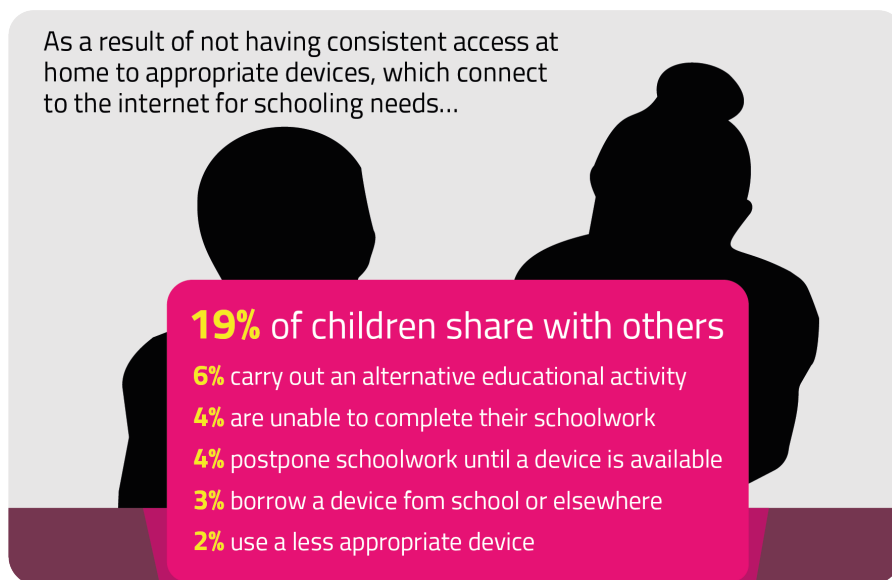 As a result of not having consistent access at
home to appropriate devices, which connect
to the internet for schooling needs...
19% of children share with others
6% carry out an alternative educational activity
4% are unable to complete their schoolwork
4% postpone schoolwork until a device is available
3% borrow a device fom school or elsewhere
2% use a less appropriate device